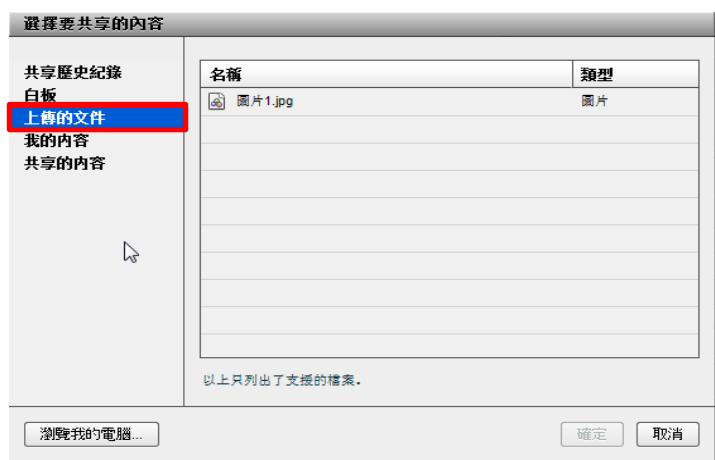 選擇要共享的內容
共享歷史紀錄
白板
上傳的文件
我的內容
共享的內容
名稱 類型
圖片1.jpg 圖片
以上只列出了支援的檔案。
瀏覽我的電腦... 確定 取消